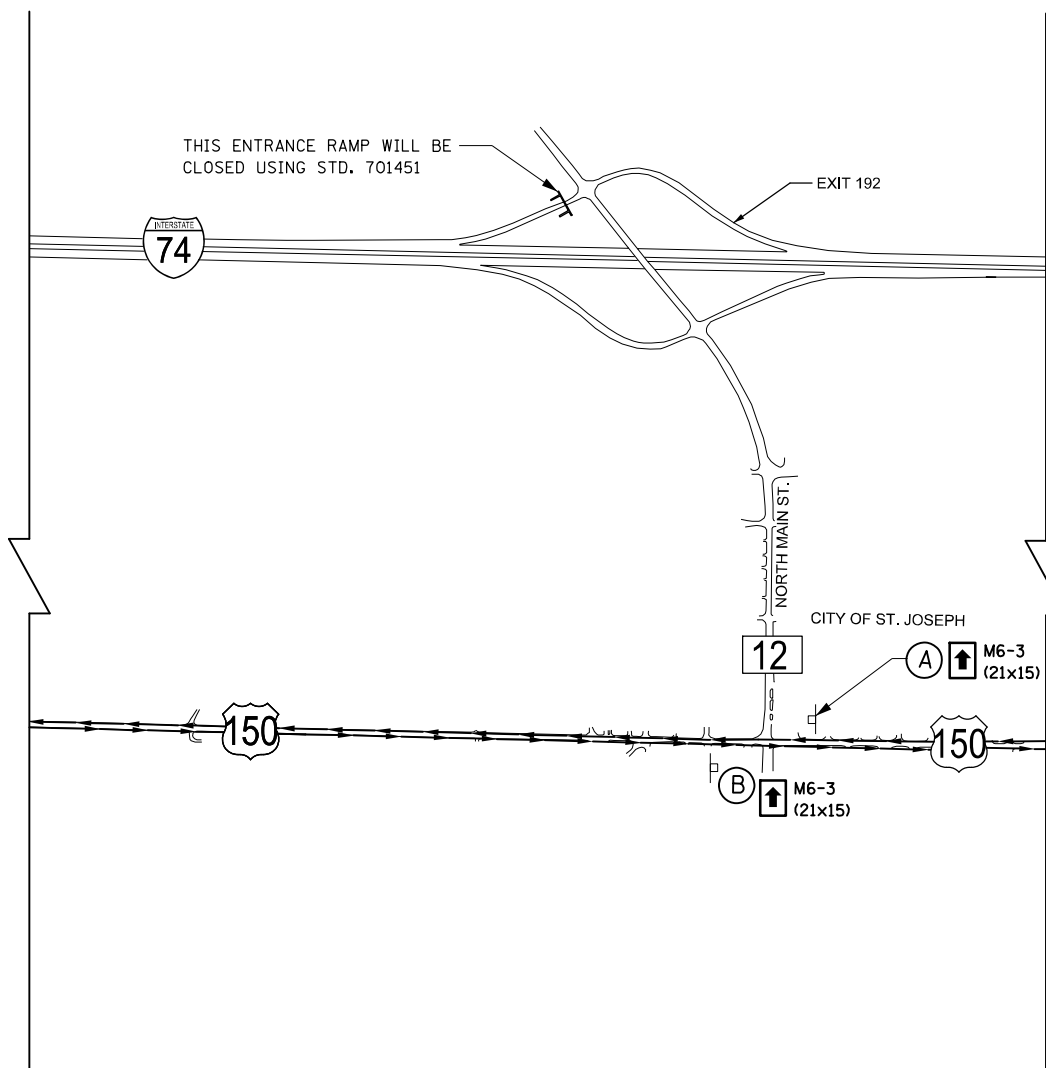 THIS ENTRANCE RAMP WILL BE
CLOSED USING STD. 701451
EXIT 192
INTERSTATE
74
NORTH MAIN ST.
CITY OF ST. JOSEPH
12
A
M6-3
(21x15)
150
150
B
M6-3
(21x15)